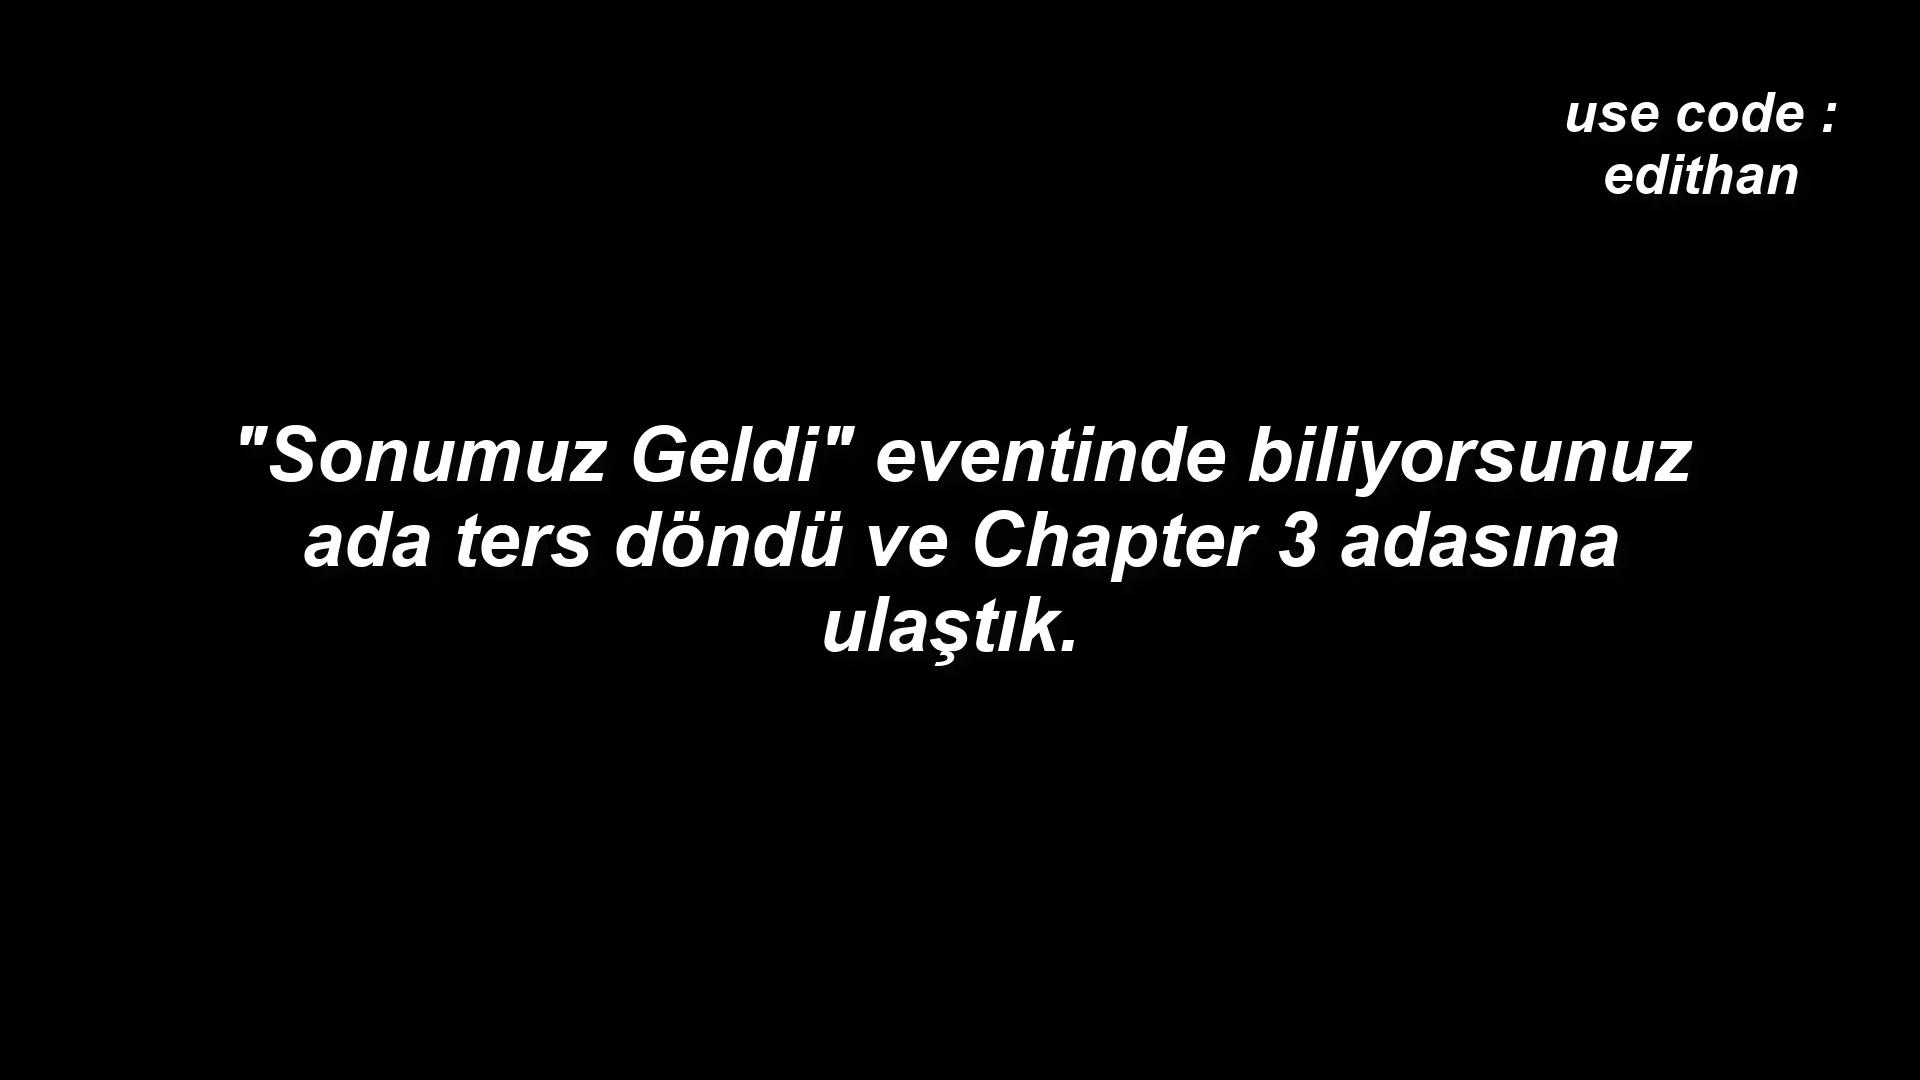 use code :
edithan
"Sonumuz Geldi" eventinde biliyorsunuz
ada ters döndü ve Chapter 3 adasına
ulaştık.